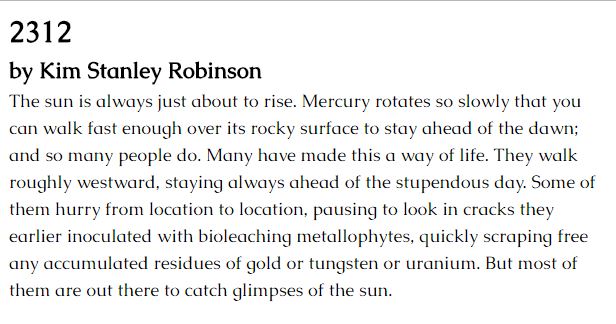 2312
by Kim Stanley Robinson
The sun is always just about to rise. Mercury rotates so slowly that you
can walk fast enough over its rocky surface to stay ahead of the dawn;
and so many people do. Many have made this a way of life. They walk
roughly westward, staying always ahead of the stupendous day. Some of
them hurry from location to location, pausing to look in cracks they
earlier inoculated with bioleaching metallophytes, quickly scraping free
any accumulated residues of gold or tungsten or uranium. But most of
them are out there to catch glimpses of the sun.